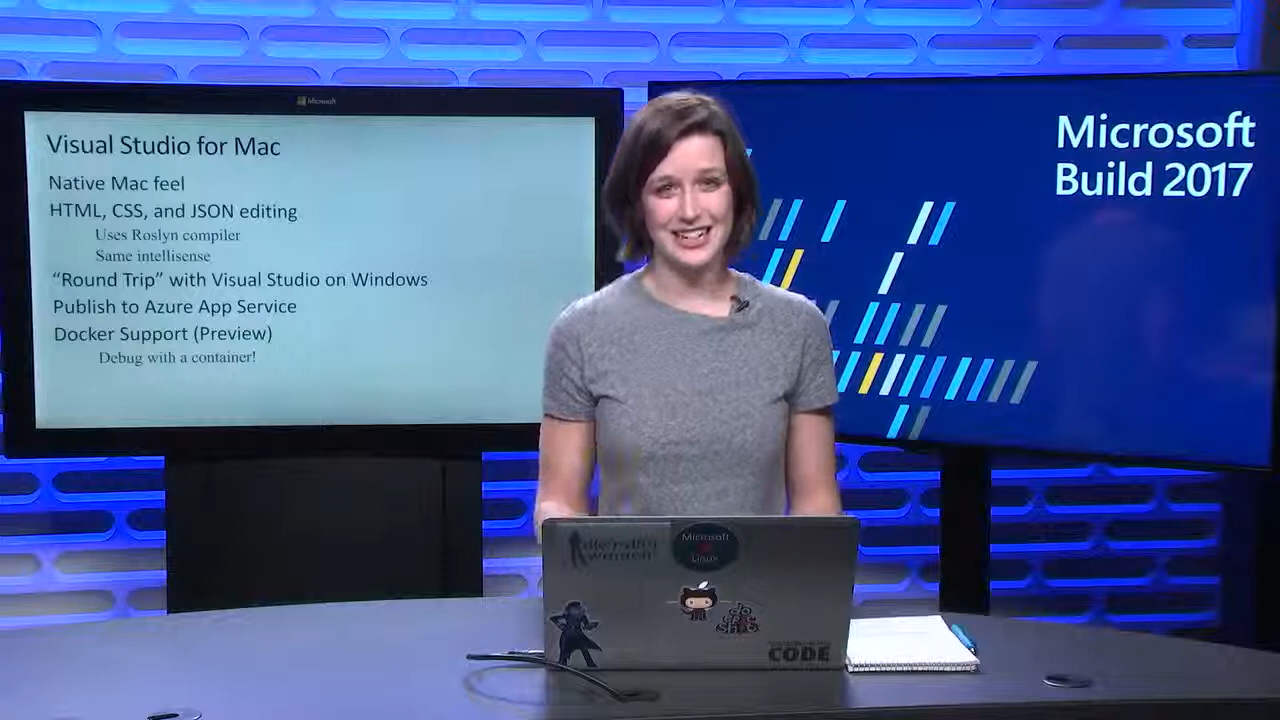 Microsoft
Visual Studio for Mac
Native Mac feel
HTML, CSS, and JSON editing
Uses Roslyn compiler
Same intellisense
“Round Trip” with Visual Studio on Windows
Publish to Azure App Service
Docker Support (Preview)
Debug with a container!
Microsoft
Build 2017
Microsoft
Linux
CODE